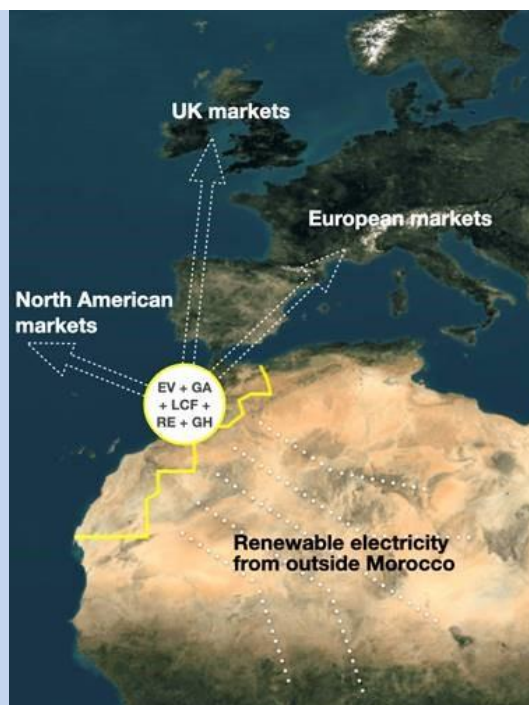 UK markets
European markets
North American
markets
EV + GA
+ LCF +
RE + GH
Renewable electricity
from outside Morocco